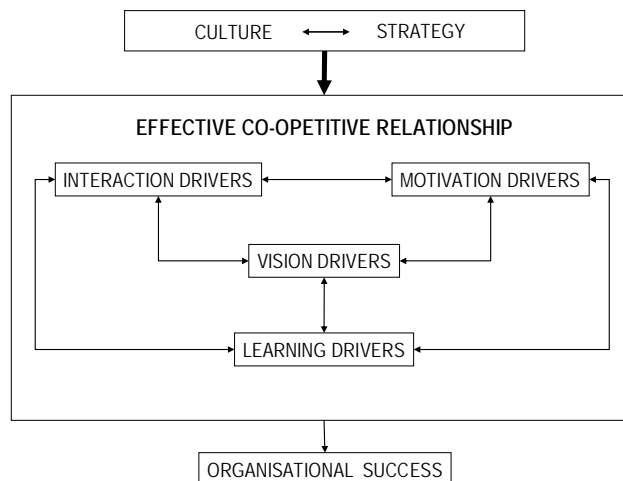 CULTURE STRATEGY
EFFECTIVE CO-OPETITIVE RELATIONSHIP
INTERACTION DRIVERS MOTIVATION DRIVERS
VISION DRIVERS
LEARNING DRIVERS
ORGANISATIONAL SUCCESS